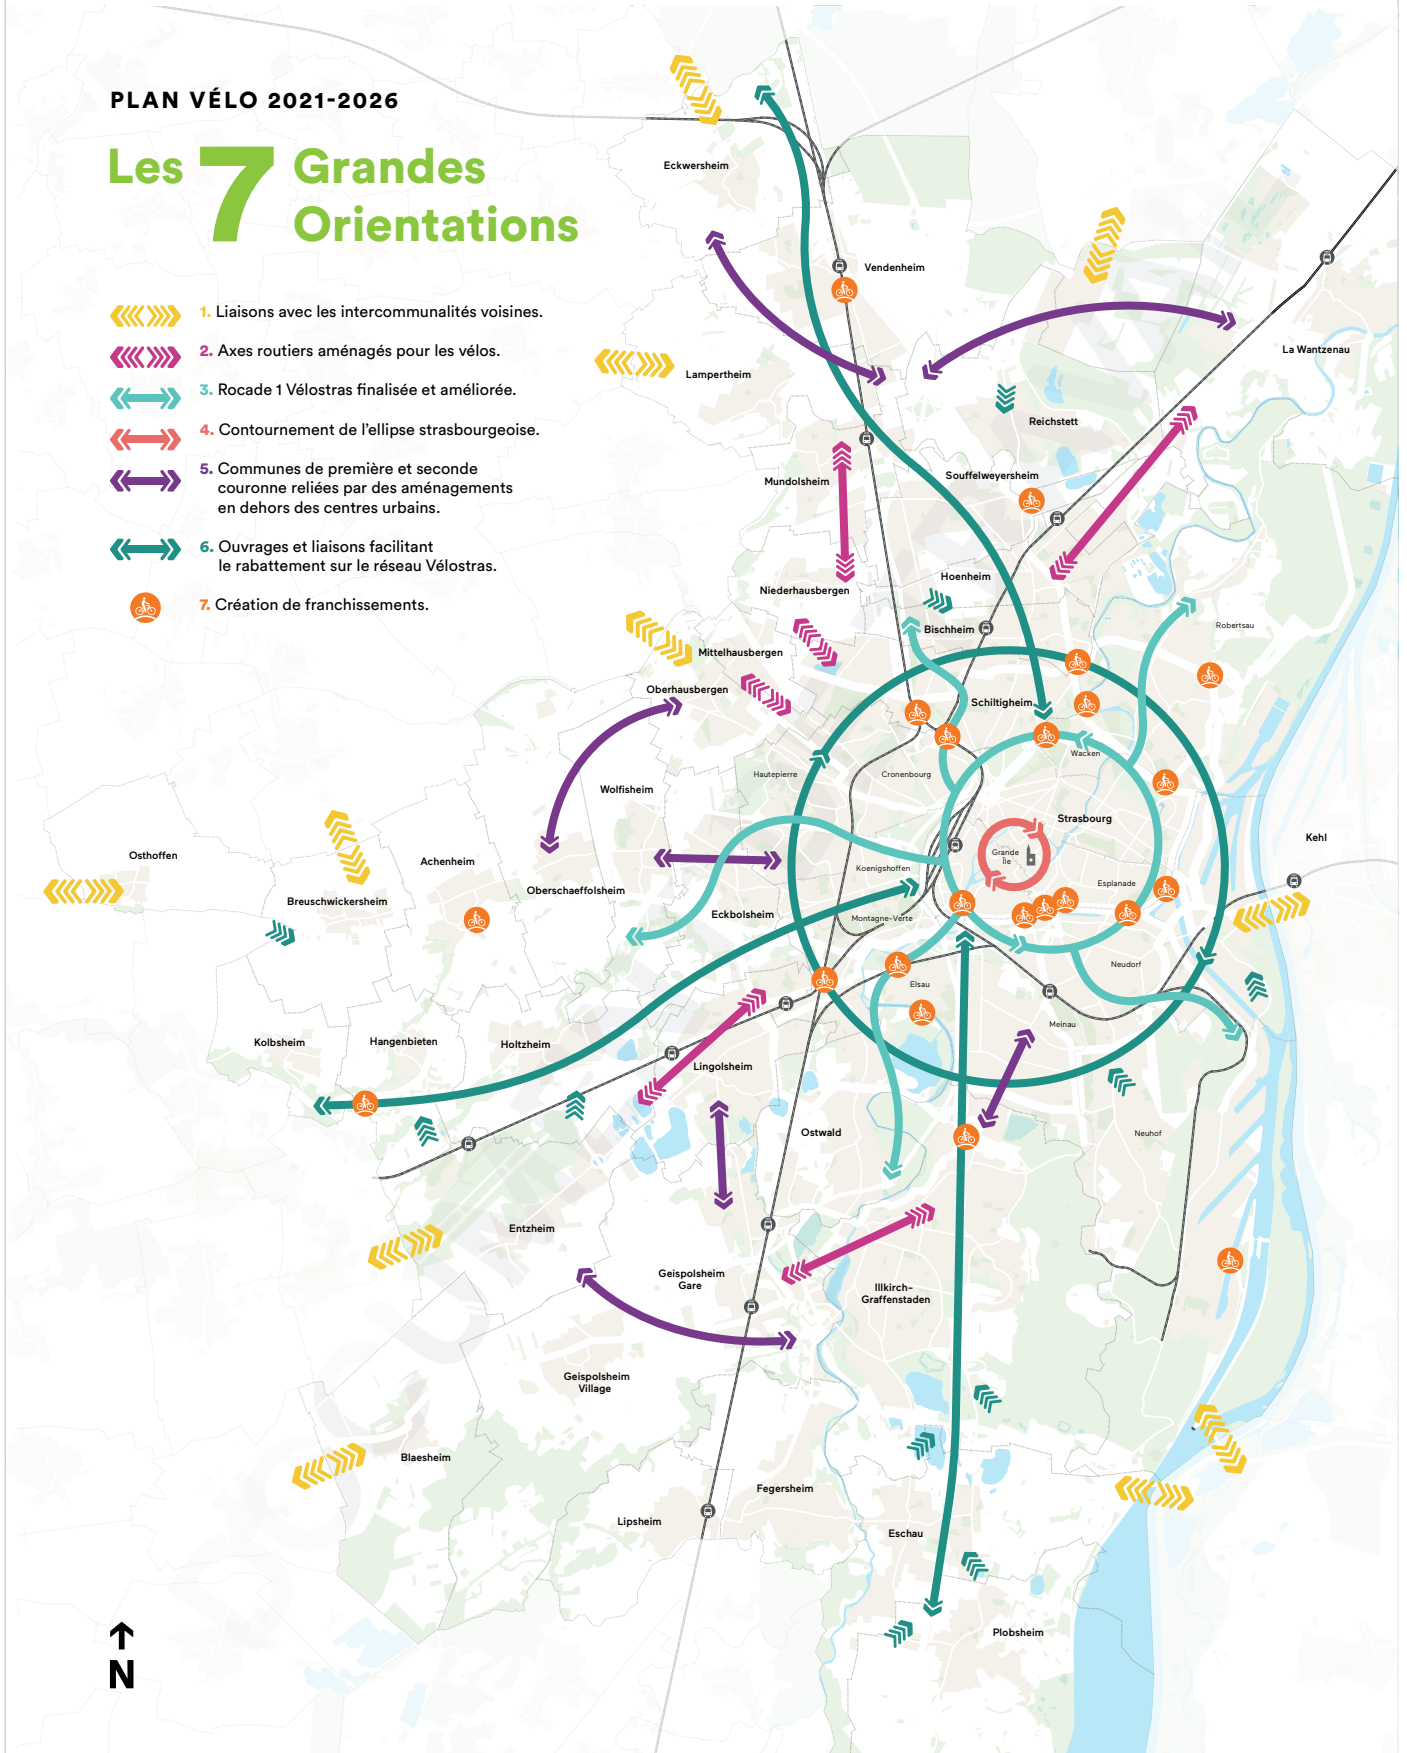 PLAN VÉLO 2021-2026
Les 7 Grandes
Orientations
1. Liaisons avec les intercommunalités voisines.
2. Axes routiers aménagés pour les vélos.
3. Rocade 1 Vélostras finalisée et améliorée.
4. Contournement de l'ellipse strasbourgeoise.
5. Communes de première et seconde
couronne reliées par des aménagements
en dehors des centres urbains.
6. Ouvrages et liaisons facilitant
le rabattement sur le réseau Vélostras.
7. Création de franchissements.
Eckwersheim
Vendenheim
La Wantzenau
Lampertheim
Reichstett
Souffelweyersheim
Mundolsheim
Hoenheim
Niederhausbergen
Bischheim
Robertsau
Mittelhausbergen
Oberhausbergen
Schiltigheim
Wacken
Hautepierre
Cronenbourg
Wolfisheim
Strasbourg
Kehl
Osthoffen
Achenheim
Grande
Île
Koenigshoffen
Esplanade
Oberschaeffolsheim
Breuschwickersheim
Eckbolsheim
Montagne-Verte
Neudorf
Elsau
Meinau
Kolbsheim
Hangenbieten
Holtzheim
Lingolsheim
Ostwald
Neuhof
Entzheim
Geispolsheim
Gare
Illkirch-
Graffenstaden
Geispolsheim
Village
Blaesheim
Fegersheim
Lipsheim
Eschau
Plobsheim
N